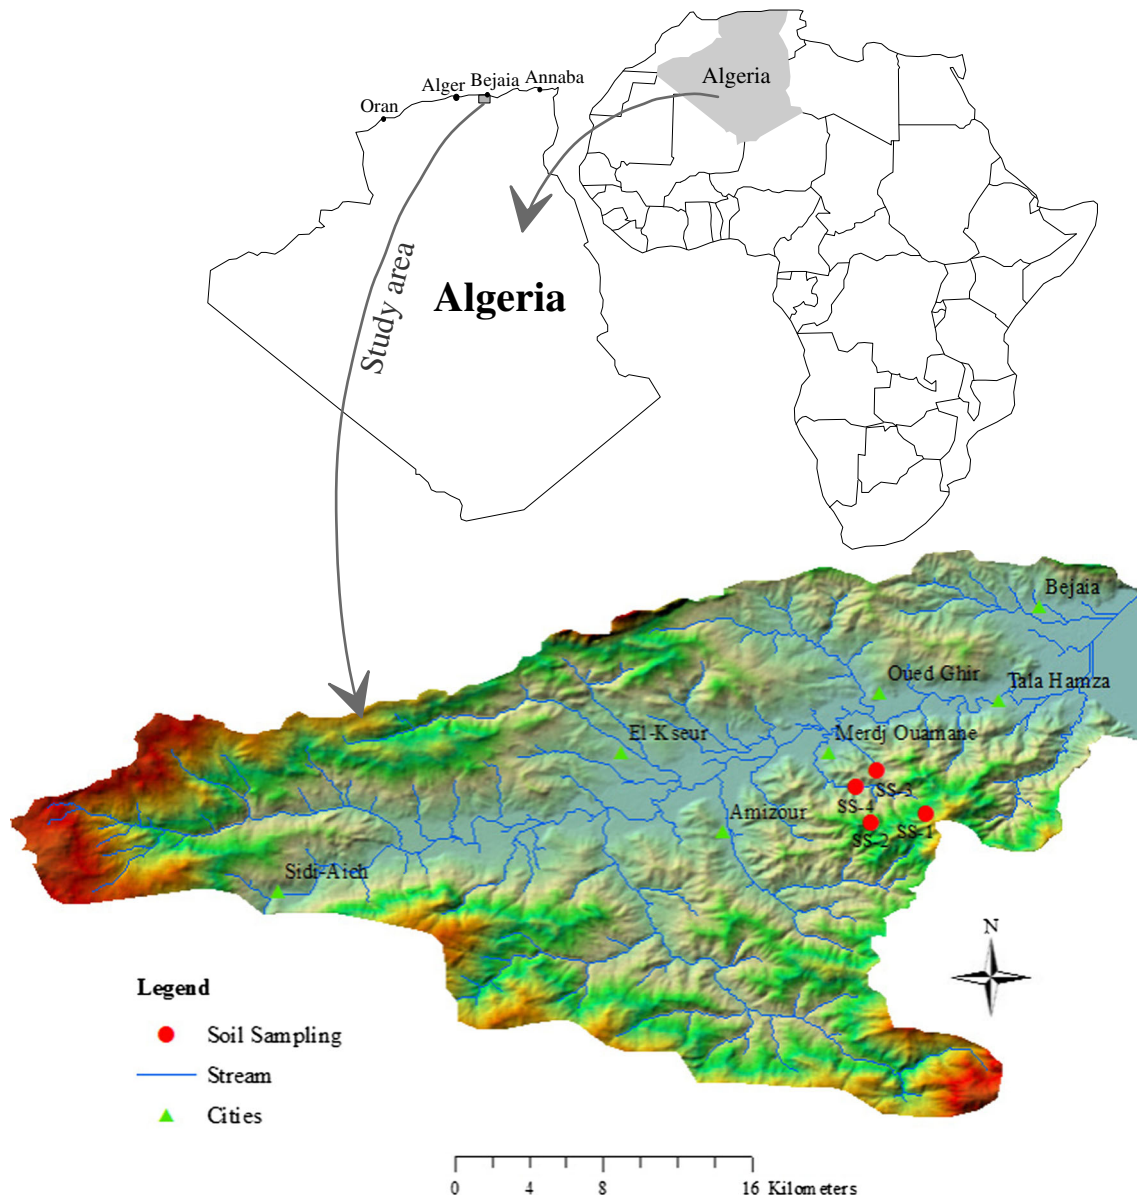 Algeria
Alger
Bejaia
Annaba
Oran
Study area
Algeria
Bejaia
Oued Ghir
Tala Hamza
El-Kseur
Merdj Ouamane
SS-3
SS-4
Amizour
SS-1
SS-2
Sidi-Aich
N
Legend
Soil Sampling
Stream
Cities
0 4 8 16 Kilometers